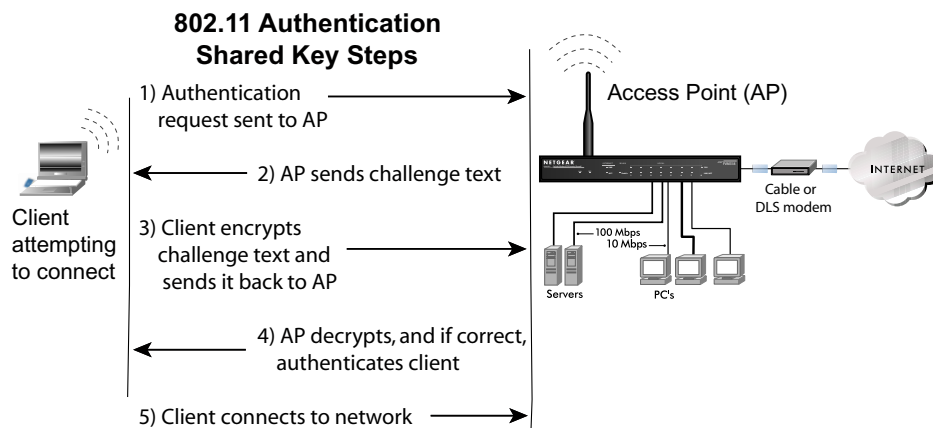 802.11 Authentication
Shared Key Steps
1) Authentication
request sent to AP
2) AP sends challenge text
3) Client encrypts
challenge text and
sends it back to AP
4) AP decrypts, and if correct,
authenticates client
5) Client connects to network
Client
attempting
to connect
Access Point (AP)
NETGEAR
INTERNET
Cable or
DLS modem
100 Mbps
10 Mbps
Servers
PC's